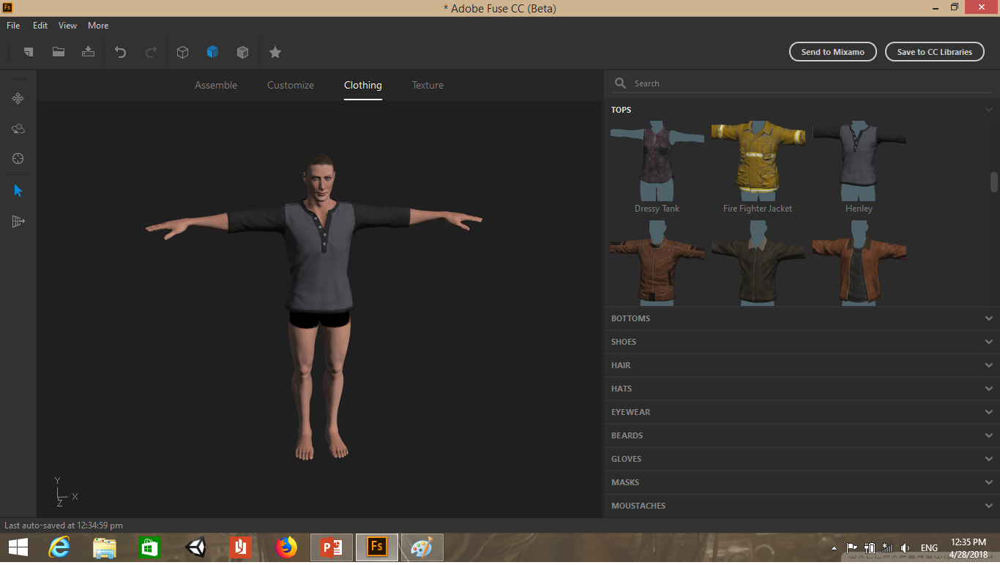 Fs
* Adobe Fuse CC (Beta)
File Edit View More
Send to Mixamo
Save to CC Libraries
Assemble Customize Clothing Texture
Search
TOPS
Dressy Tank Fire Fighter Jacket Henley
BOTTOMS
SHOES
HAIR
HATS
EYEWEAR
BEARDS
GLOVES
MASKS
MOUSTACHES
Y
X
Z
Last auto-saved at 12:34:59 pm
P
Fs
ENG
12:35 PM
4/28/2018